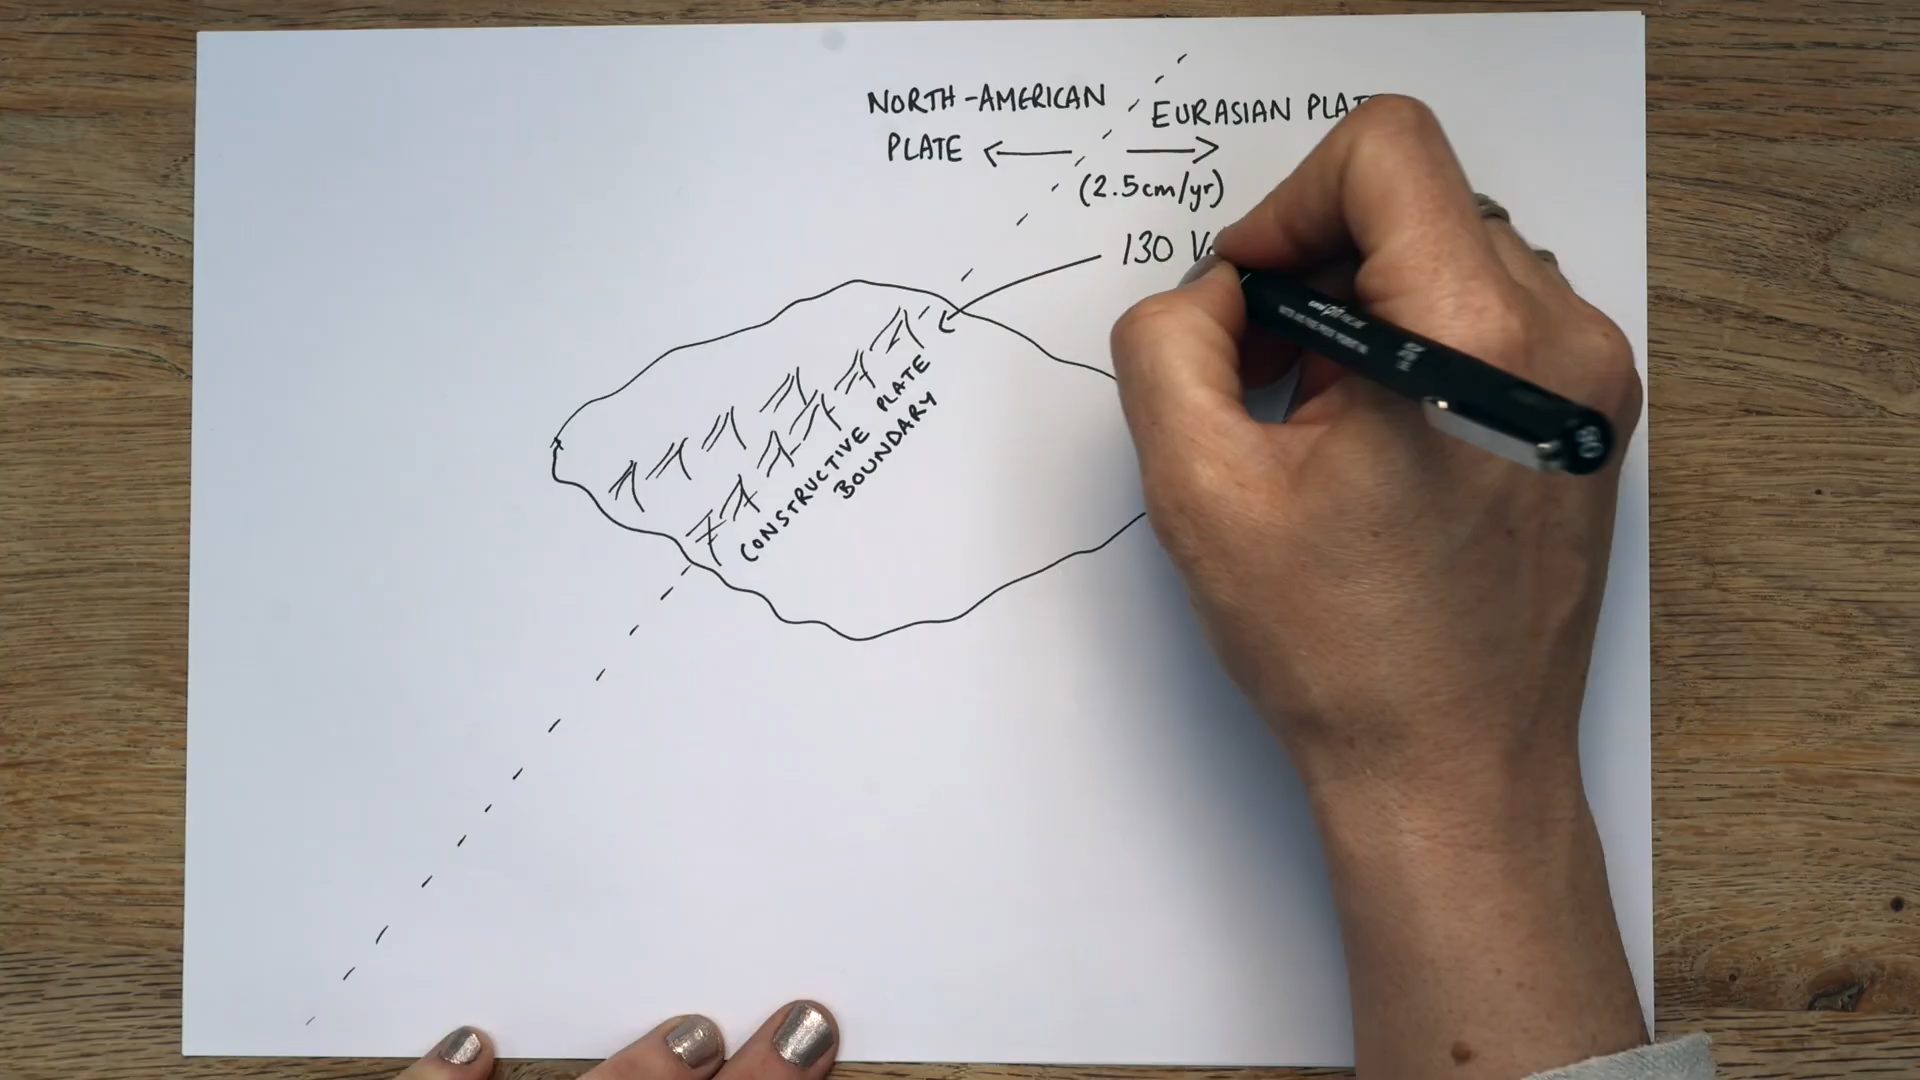 NORTH-AMERICAN
PLATE
EURASIAN
(2.5cm/yr)
130
CONSTRUCTIVE PLATE
BOUNDARY